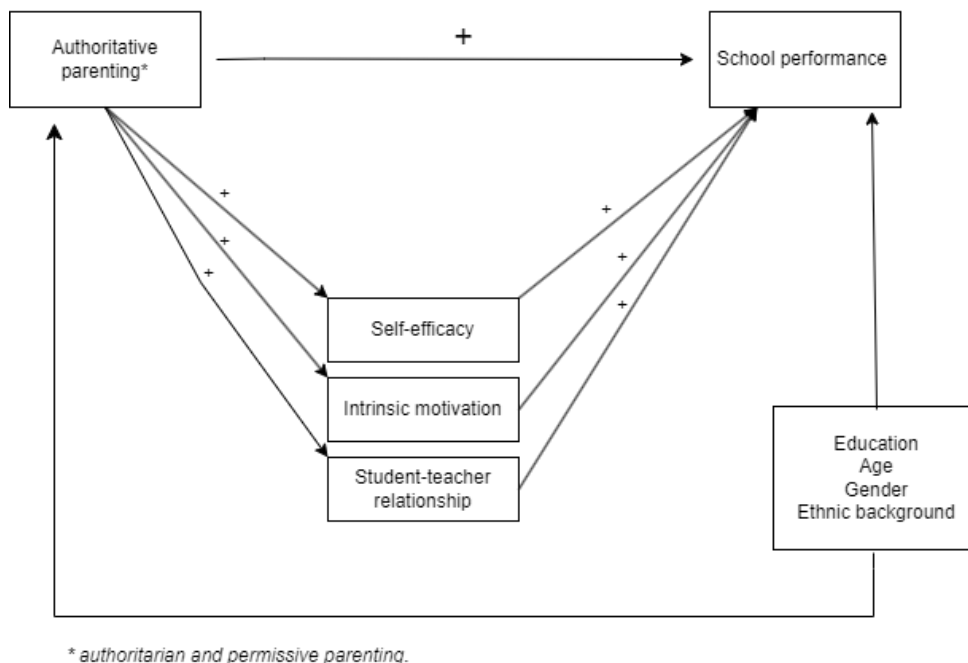 Authoritative
parenting*
+
School performance
+
+
+
+
+
+
Self-efficacy
Intrinsic motivation
Student-teacher
relationship
Education
Age
Gender
Ethnic background
* authoritarian and permissive parenting.